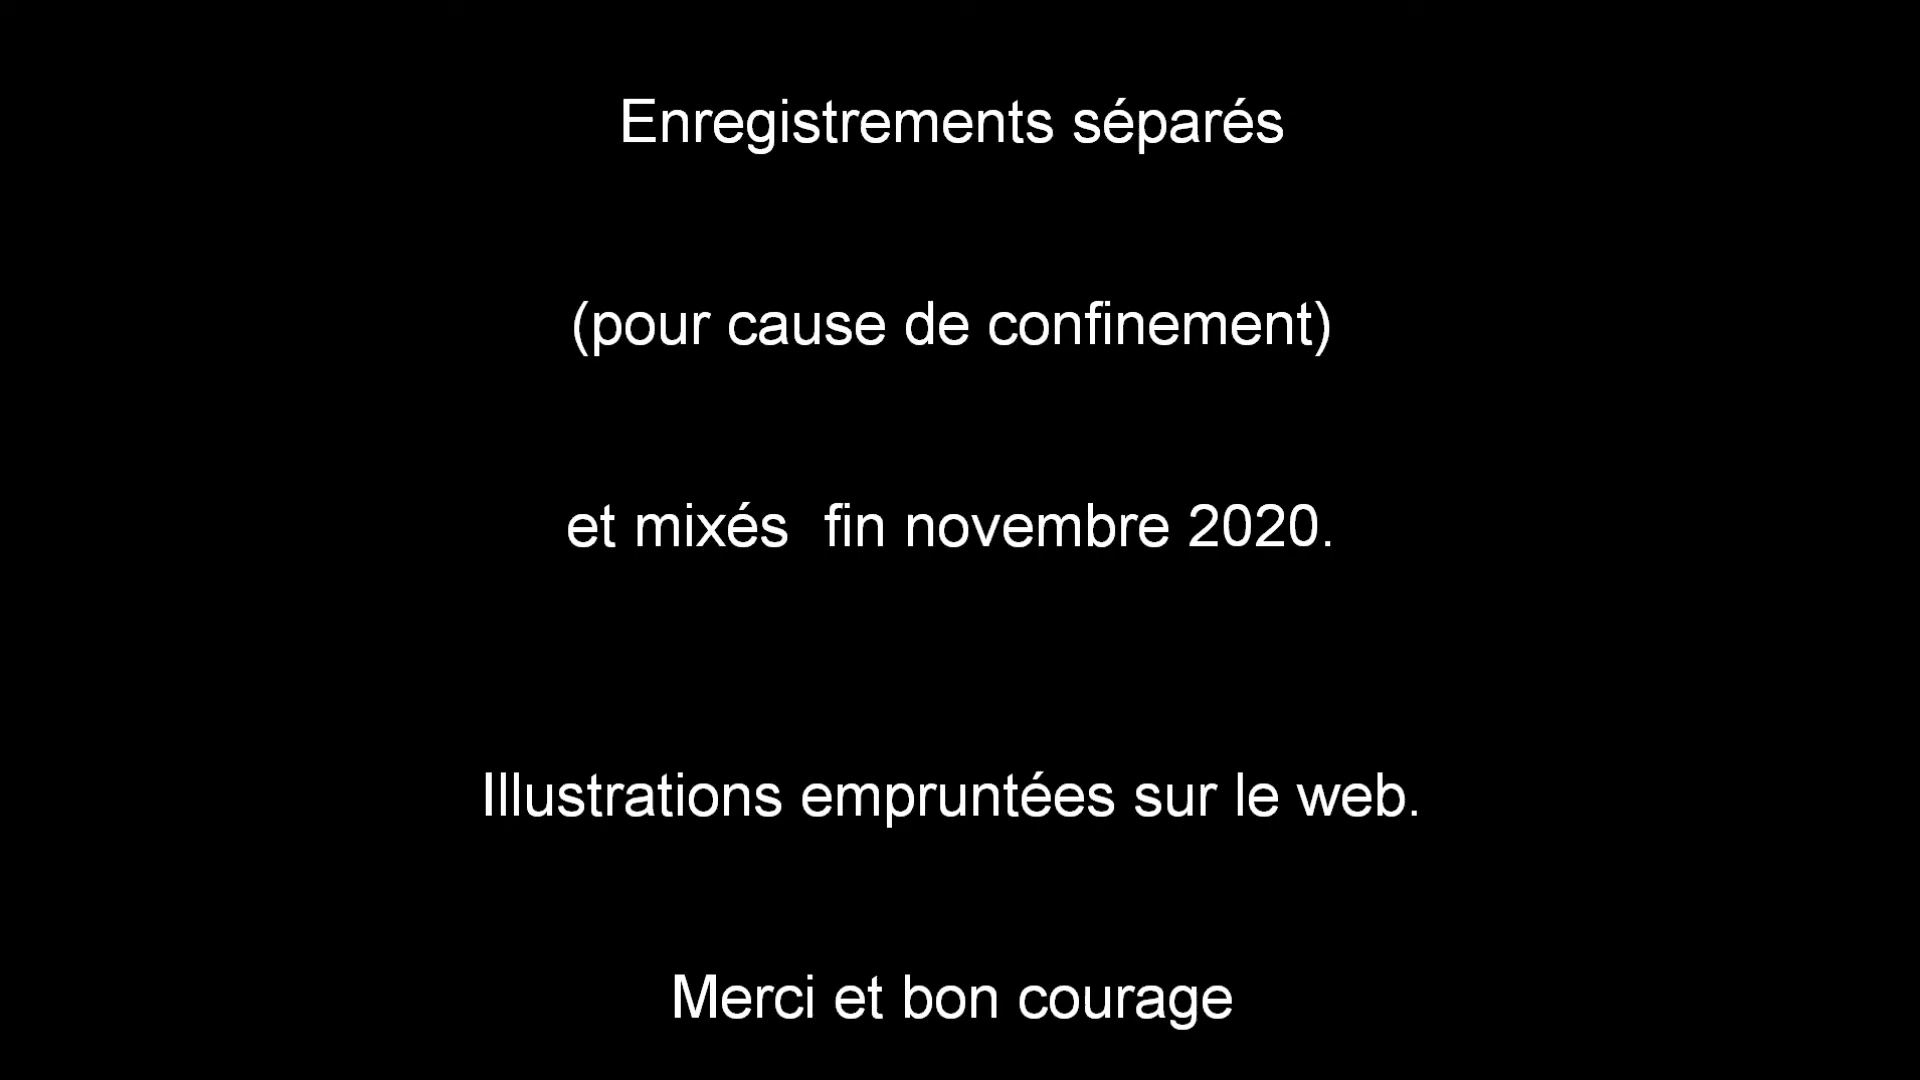 Enregistrements séparés
(pour cause de confinement)
et mixés  fin novembre 2020.
Illustrations empruntées sur le web.
Merci et bon courage